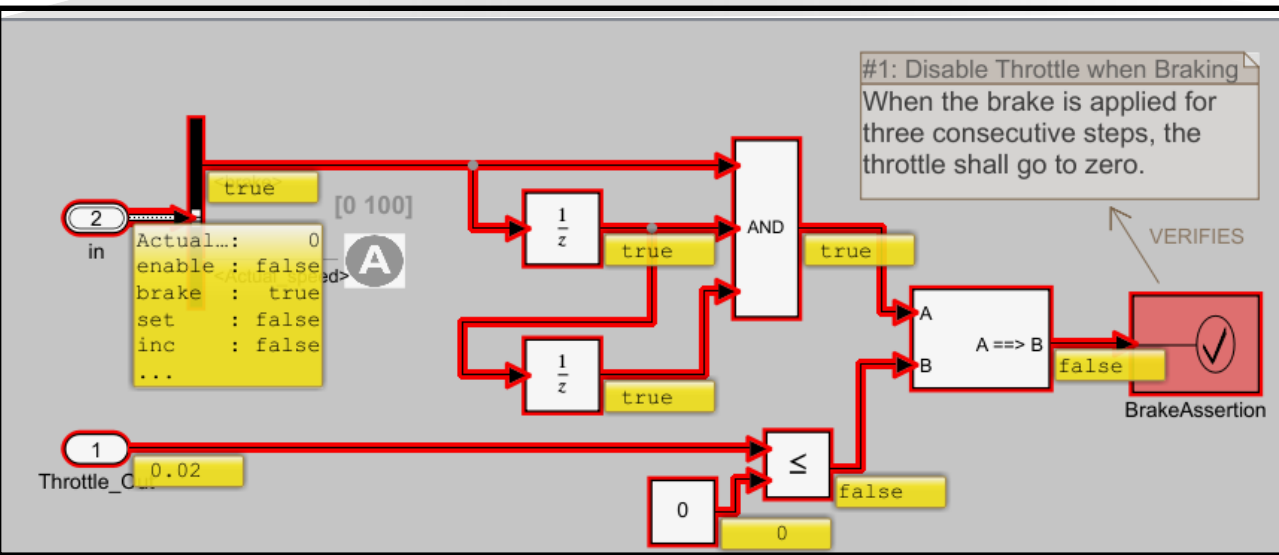 #1: Disable Throttle when Braking
When the brake is applied for
three consecutive steps, the
throttle shall go to zero.
VERIFIES
true
[0 100]
2
in
Actual…: 0
enable : false
brake : true
set : false
inc : false
...
A
<Actual_speed>
1
z
true
AND
true
1
z
true
A
B
A ==> B
false
BrakeAssertion
1
Throttle_Out
0.02
≤
false
0
0